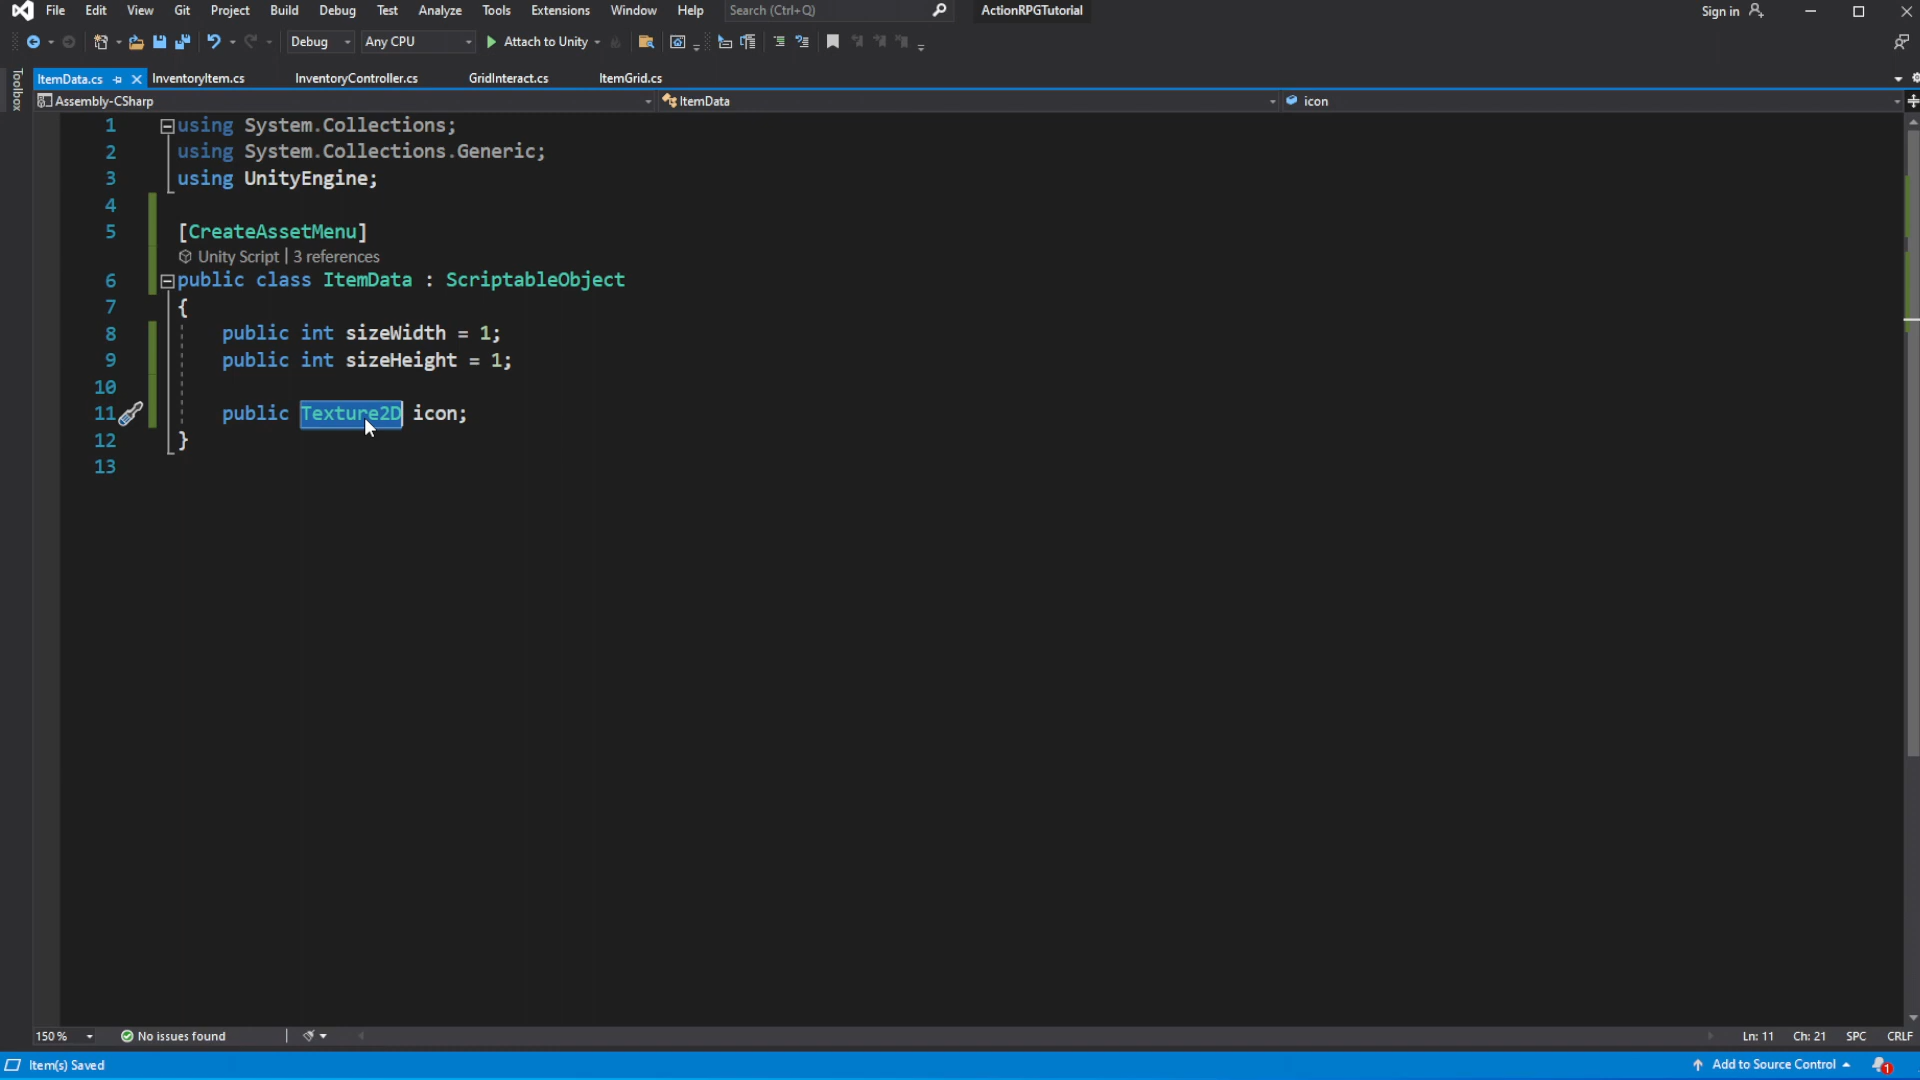 File Edit View Git Project Build Debug Test Analyze Tools Extensions Window Help Search (Ctrl+Q) ActionRPGTutorial Sign in
Debug Any CPU Attach to Unity
Toolbox
ItemData.cs InventoryItem.cs InventoryController.cs GridInteract.cs ItemGrid.cs
Assembly-CSharp ItemData icon
1 using System.Collections;
2 using System.Collections.Generic;
3 using UnityEngine;
4
5 [CreateAssetMenu]
Unity Script | 3 references
6 public class ItemData : ScriptableObject
7 {
8 public int sizeWidth = 1;
9 public int sizeHeight = 1;
10
11 public Texture2D icon;
12 }
13
150 % No issues found Ln: 11 Ch: 21 SPC CRLF
Item(s) Saved Add to Source Control 1